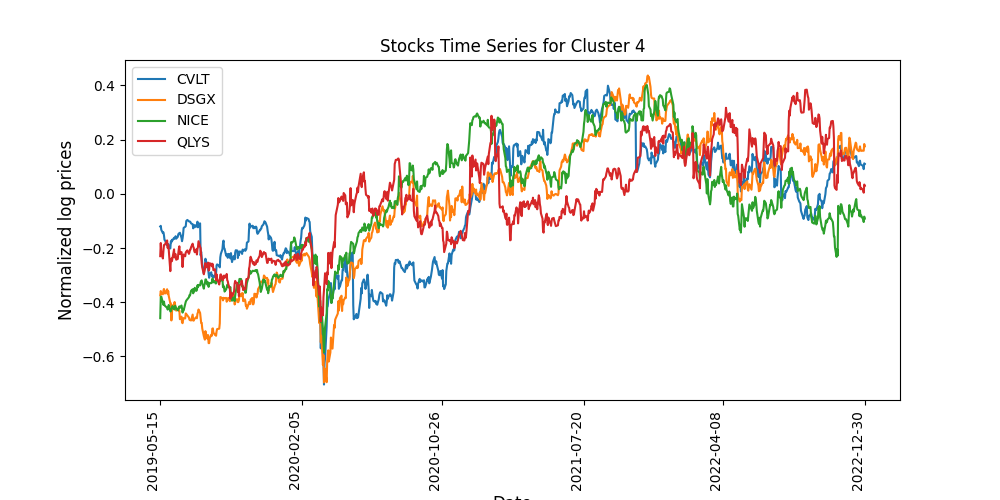 Stocks Time Series for Cluster 4
CVLT
DSGX
NICE
QLYS
Normalized log prices
0.4
0.2
0.0
−0.2
−0.4
−0.6
2019-05-15
2020-02-05
2020-10-26
2021-07-20
2022-04-08
2022-12-30
Date